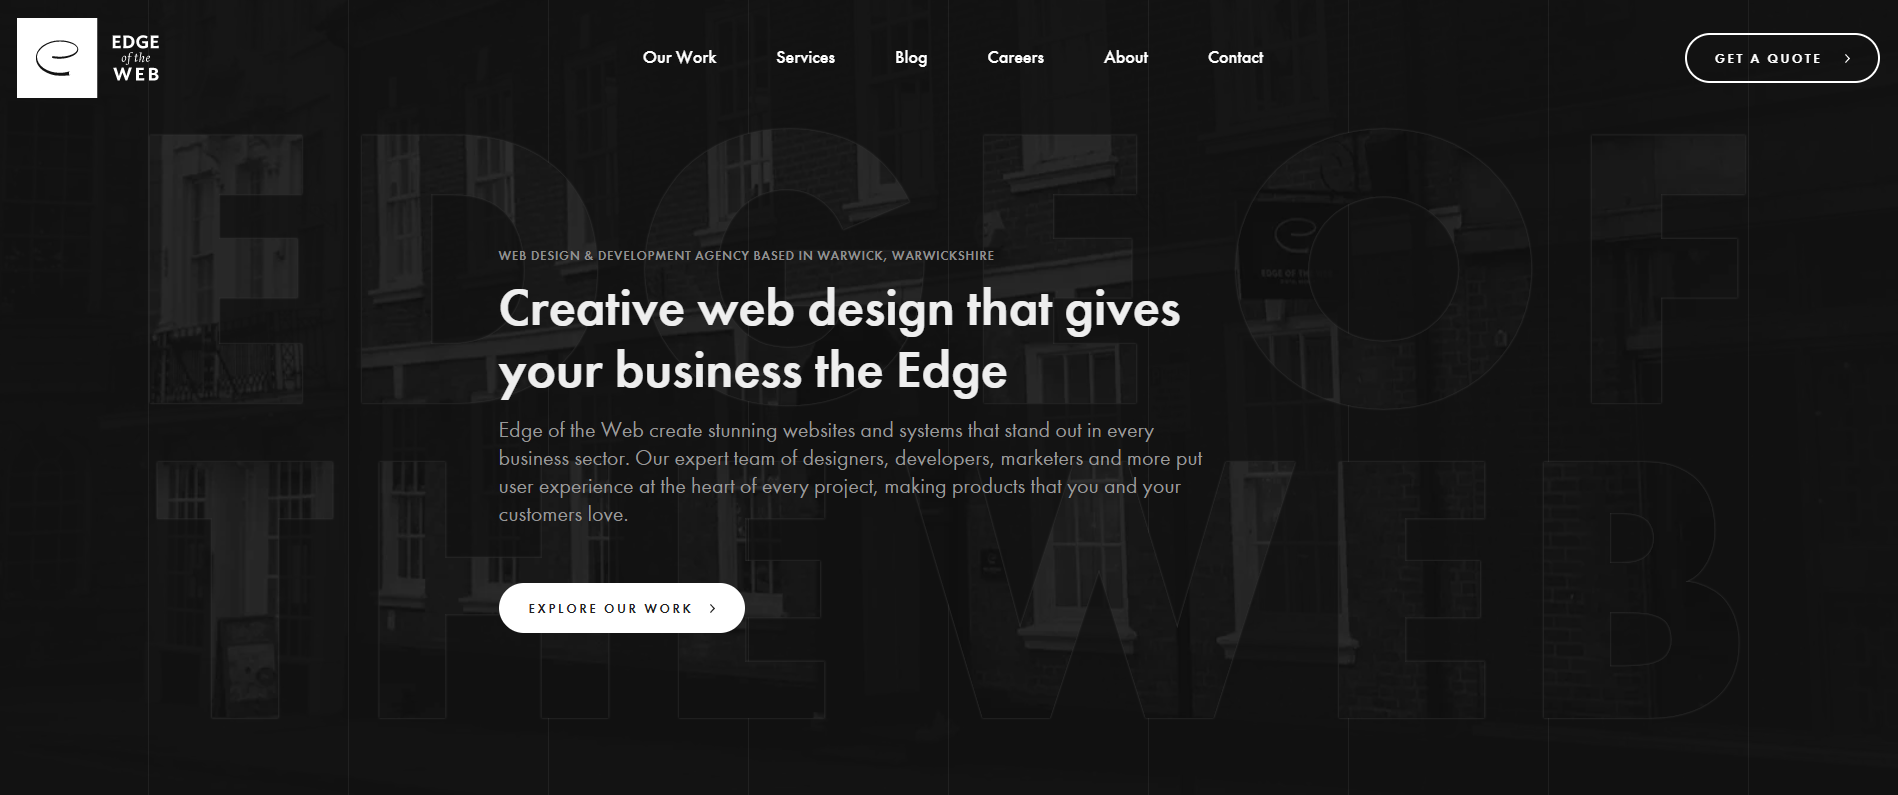 EDGE
of the
WEB
Our Work
Services
Blog
Careers
About
Contact
GET A QUOTE
EDGE OF
THE WEB
WEB DESIGN & DEVELOPMENT AGENCY BASED IN WARWICK, WARWICKSHIRE
Creative web design that gives
your business the Edge
Edge of the Web create stunning websites and systems that stand out in every
business sector. Our expert team of designers, developers, marketers and more put
user experience at the heart of every project, making products that you and your
customers love.
EXPLORE OUR WORK